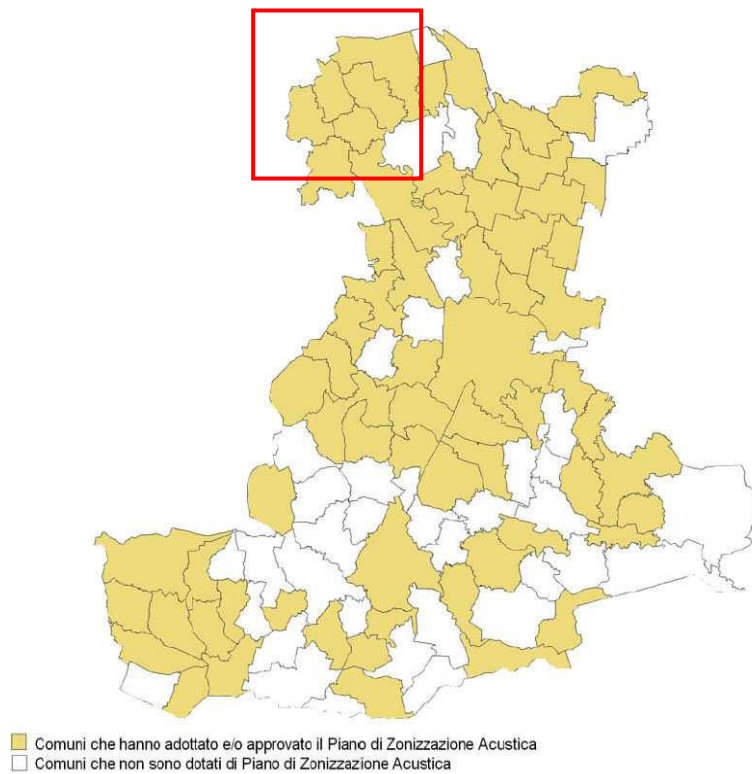 Comuni che hanno adottato e/o approvato il Piano di Zonizzazione Acustica
Comuni che non sono dotati di Piano di Zonizzazione Acustica